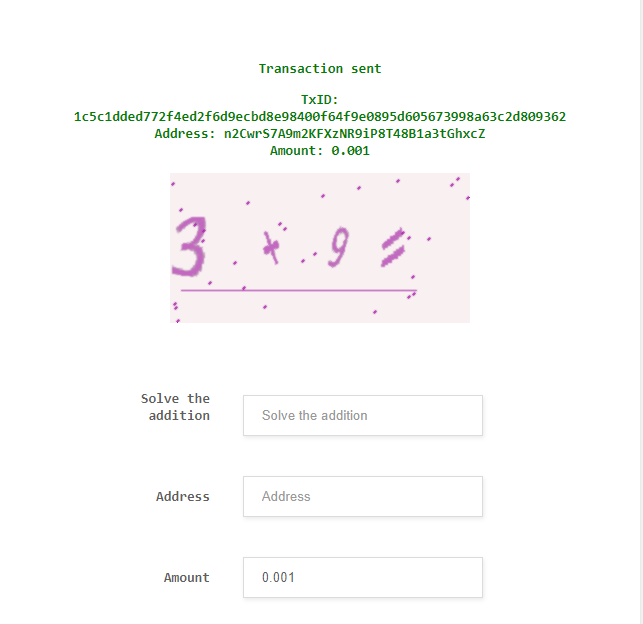 Transaction sent
TxID:
1c5c1dded772f4ed2f6d9ecbd8e98400f64f9e0895d605673998a63c2d809362
Address: n2CwrS7A9m2KFXzNR9iP8T48B1a3tGhxcZ
Amount: 0.001
3 + 9 =
Solve the
addition
Solve the addition
Address
Address
Amount
0.001